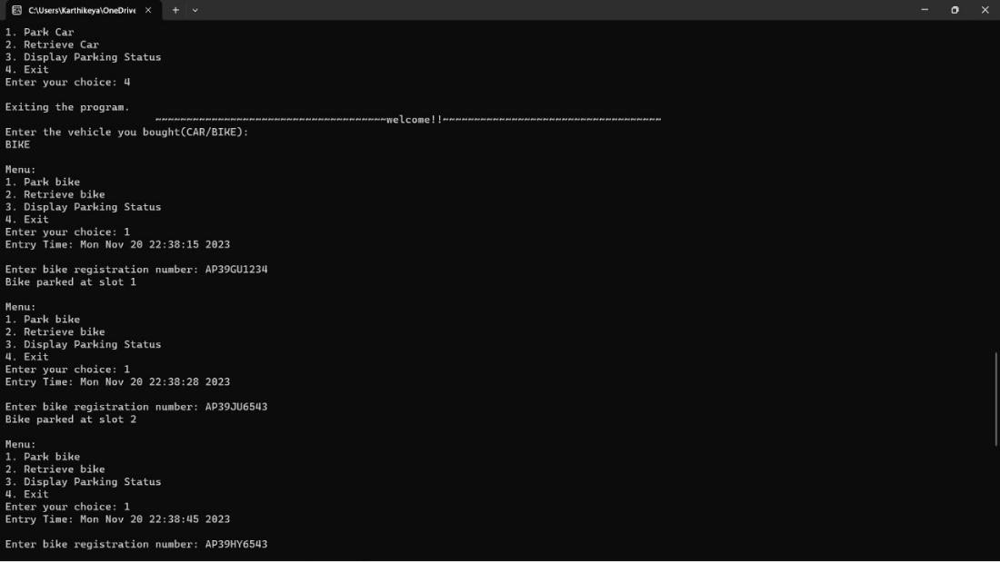 C:\Users\Karthikeya\OneDrive
1. Park Car
2. Retrieve Car
3. Display Parking Status
4. Exit
Enter your choice: 4
Exiting the program.
~~~~~~~~~~~~~~~~~~~~~~~~~~~~~~~~~~~~~welcome!!~~~~~~~~~~~~~~~~~~~~~~~~~~~~~~~~~~~
Enter the vehicle you bought(CAR/BIKE):
BIKE
Menu:
1. Park bike
2. Retrieve bike
3. Display Parking Status
4. Exit
Enter your choice: 1
Entry Time: Mon Nov 20 22:38:15 2023
Enter bike registration number: AP39GU1234
Bike parked at slot 1
Menu:
1. Park bike
2. Retrieve bike
3. Display Parking Status
4. Exit
Enter your choice: 1
Entry Time: Mon Nov 20 22:38:28 2023
Enter bike registration number: AP39JU6543
Bike parked at slot 2
Menu:
1. Park bike
2. Retrieve bike
3. Display Parking Status
4. Exit
Enter your choice: 1
Entry Time: Mon Nov 20 22:38:45 2023
Enter bike registration number: AP39HY6543